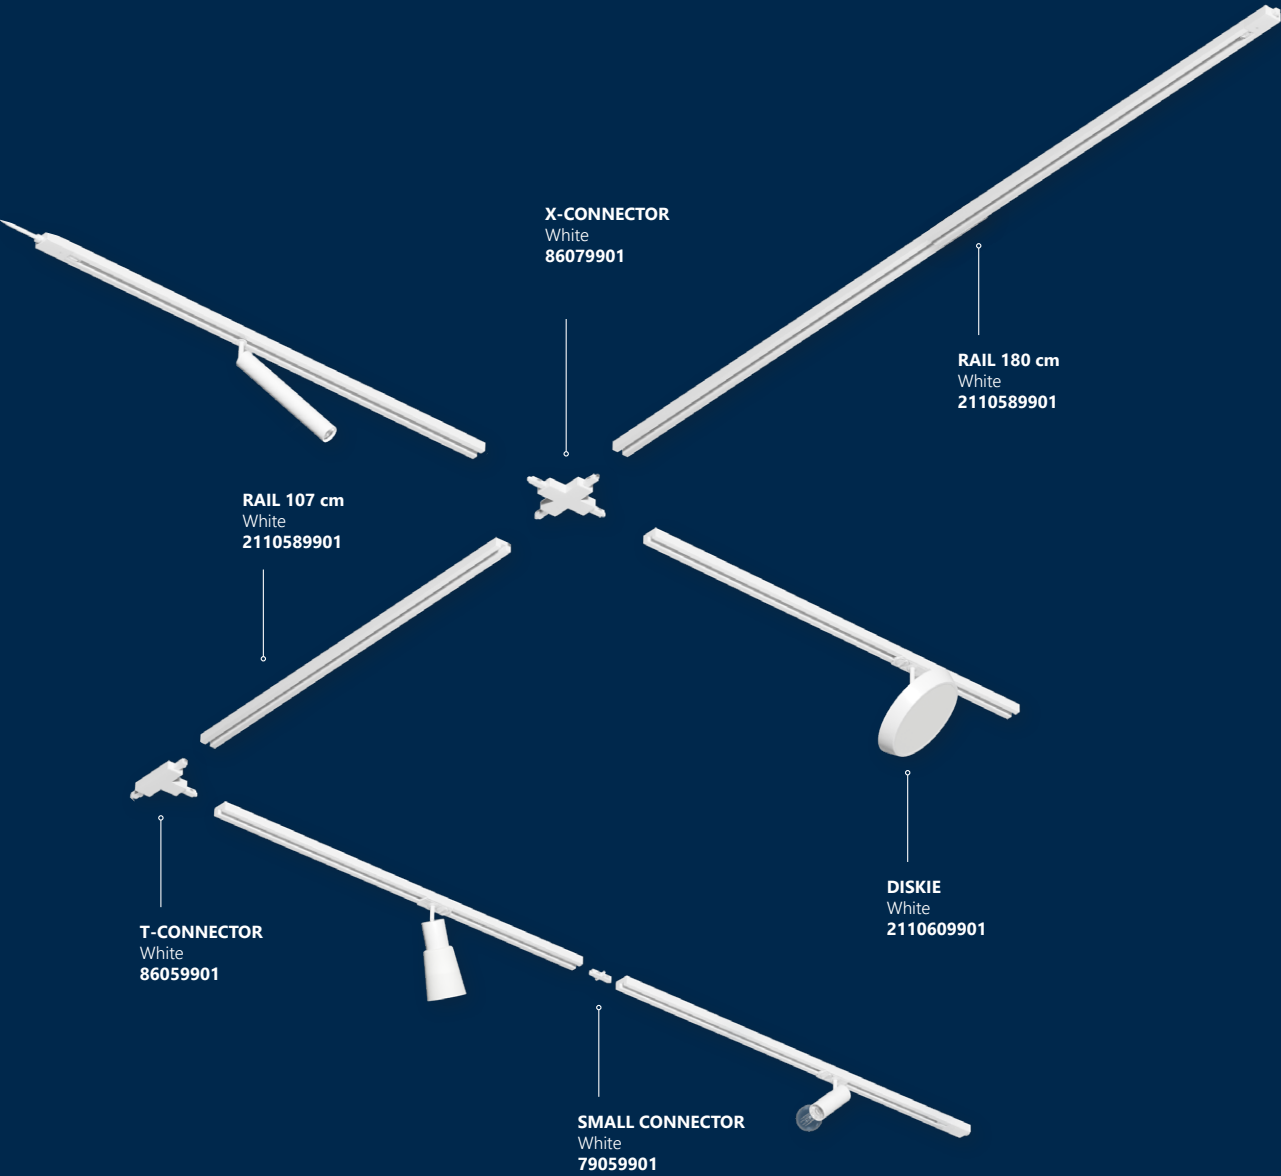 X-CONNECTOR
White
86079901
RAIL 180 cm
White
2110589901
RAIL 107 cm
White
2110589901
DISKIE
White
2110609901
T-CONNECTOR
White
86059901
SMALL CONNECTOR
White
79059901